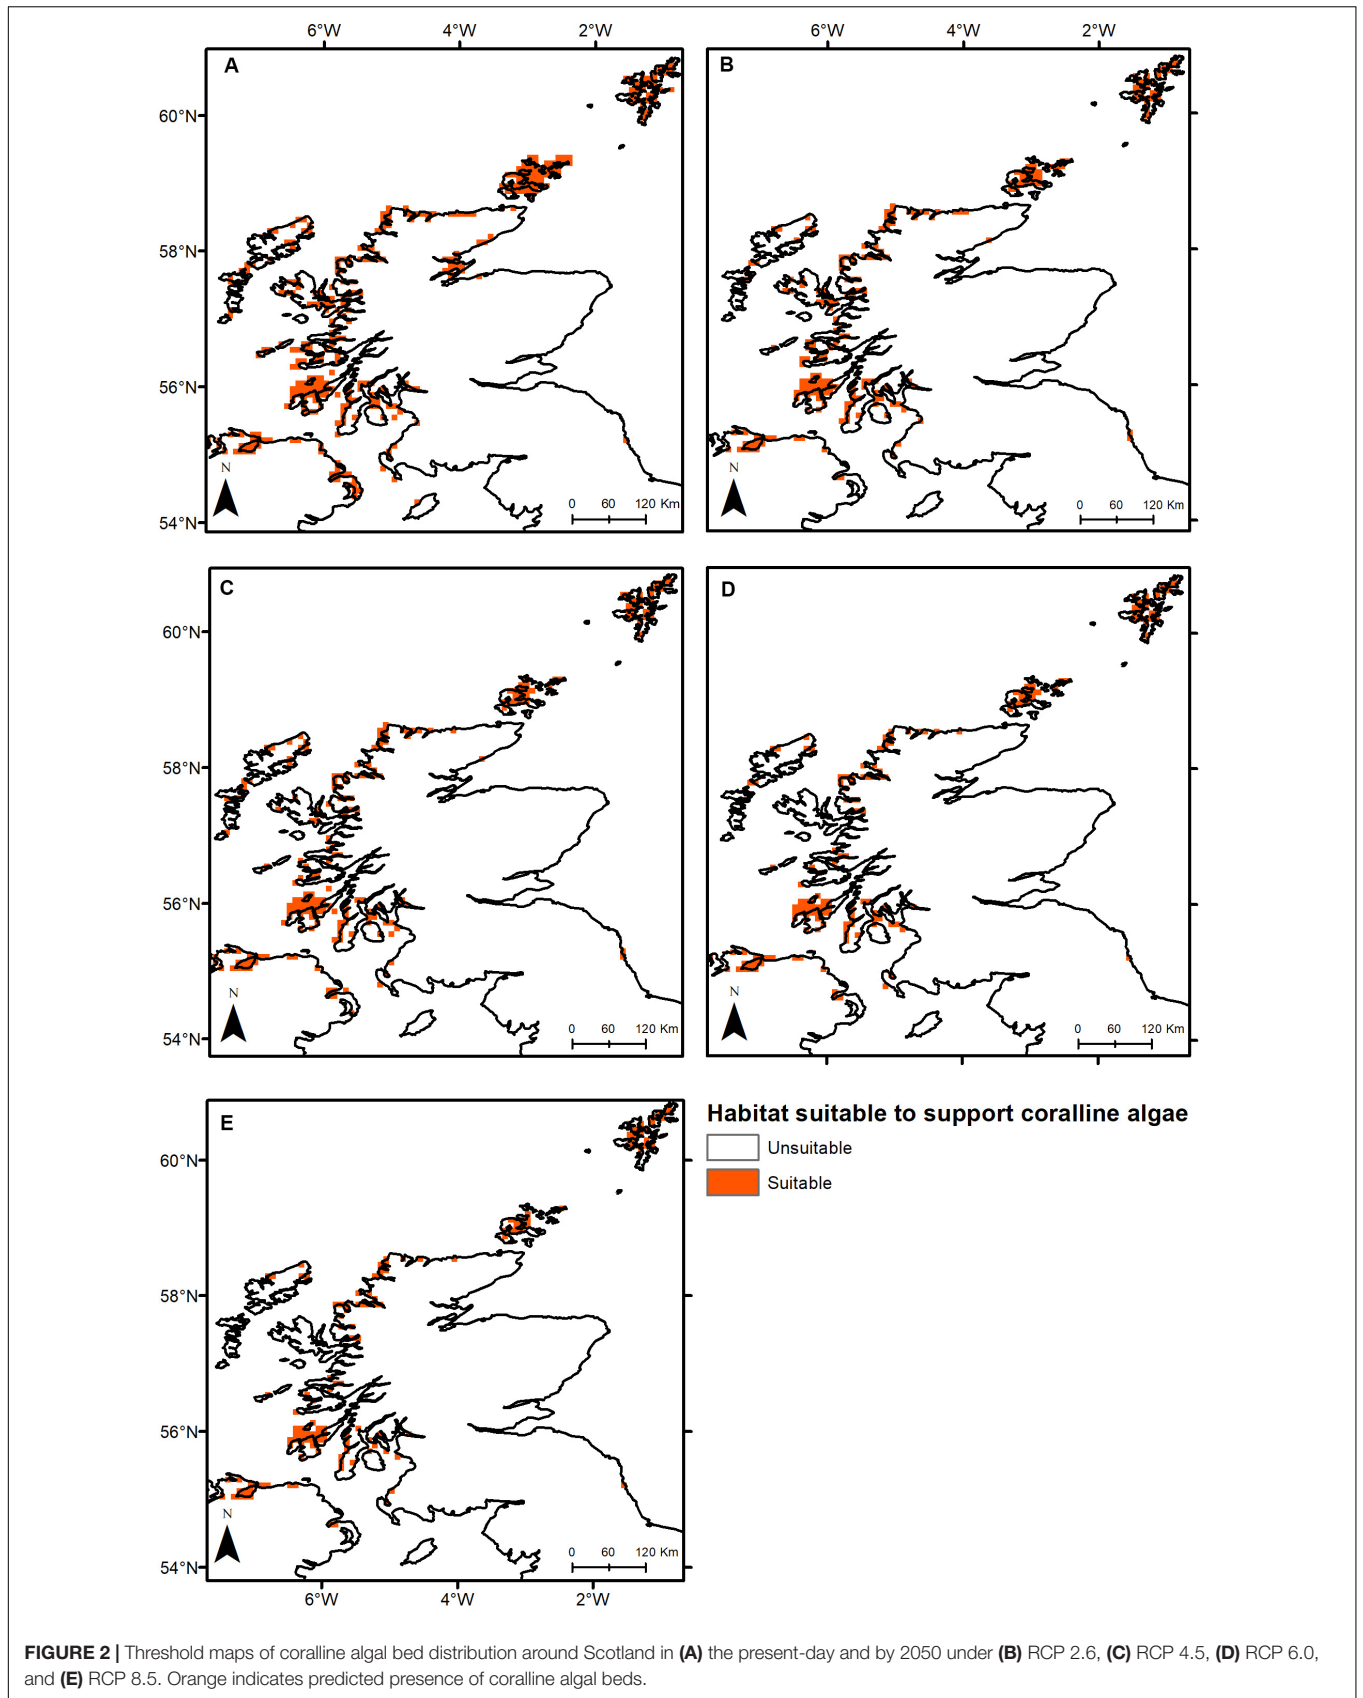 6°W 4°W 2°W 6°W 4°W 2°W
A B
60°N
58°N
56°N
N N
0 60 120 Km 0 60 120 Km
54°N
C D
60°N
58°N
56°N
N N
0 60 120 Km 0 60 120 Km
54°N
E
Habitat suitable to support coralline algae
Unsuitable
60°N
Suitable
58°N
56°N
N
0 60 120 Km
54°N
6°W 4°W 2°W
FIGURE 2 | Threshold maps of coralline algal bed distribution around Scotland in (A) the present-day and by 2050 under (B) RCP 2.6, (C) RCP 4.5, (D) RCP 6.0,
and (E) RCP 8.5. Orange indicates predicted presence of coralline algal beds.